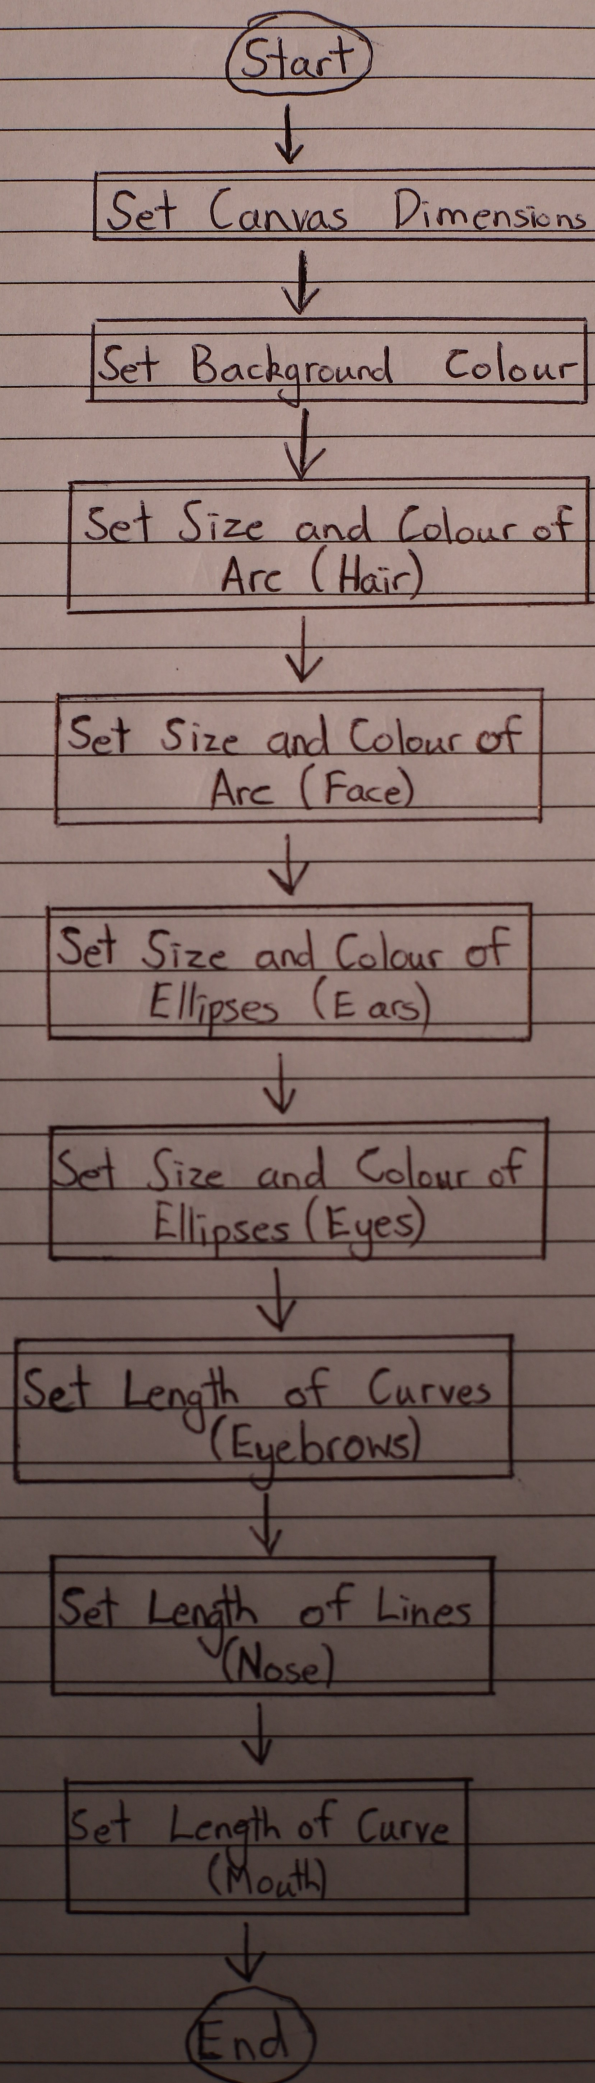 Start
Set Canvas Dimensions
Set Background Colour
Set Size and Colour of
Arc (Hair)
Set Size and Colour of
Arc (Face)
Set Size and Colour of
Ellipses (Ears)
Set Size and Colour of
Ellipses (Eyes)
Set Length of Curves
(Eyebrows)
Set Length of Lines
(Nose)
Set Length of Curve
(Mouth)
End